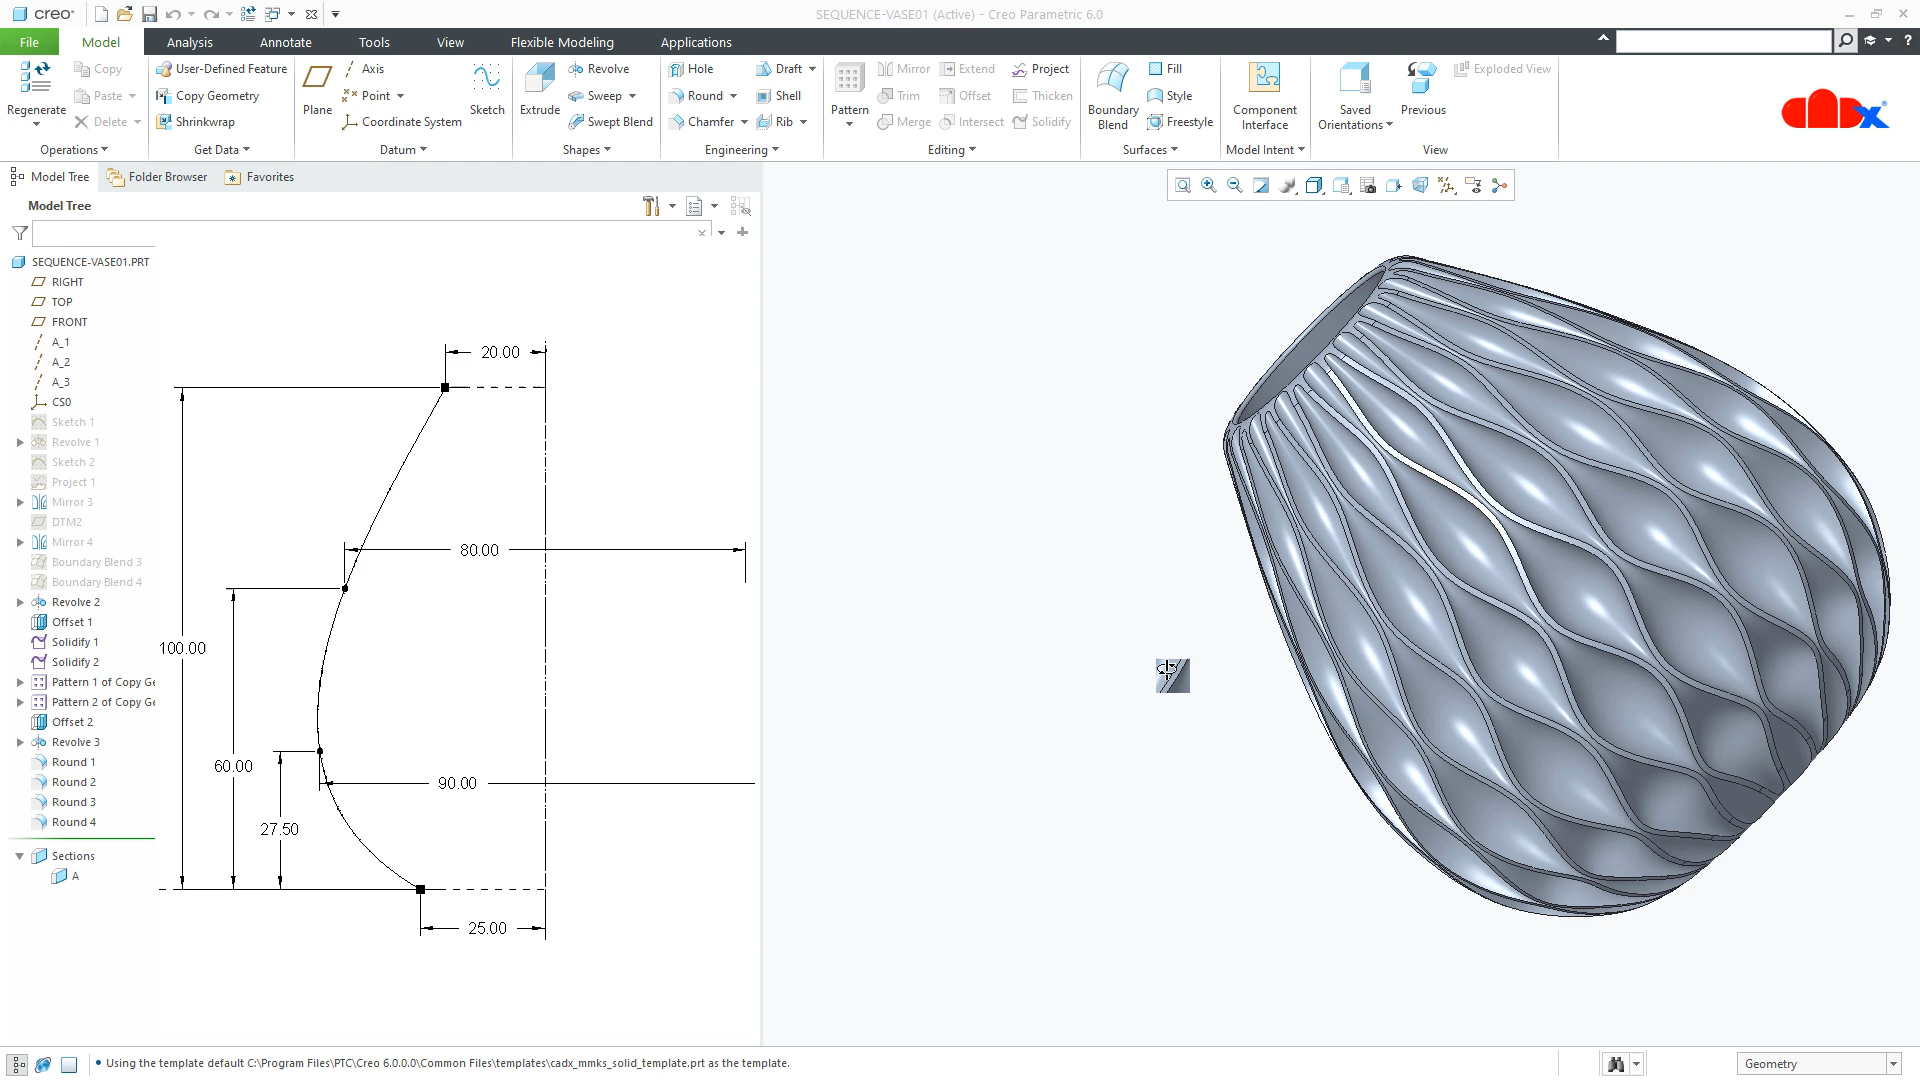 creo
SEQUENCE-VASE01 (Active) - Creo Parametric 6.0
File Model Analysis Annotate Tools View Flexible Modeling Applications
Regenerate
Copy
Paste
Delete
Operations
User-Defined Feature
Copy Geometry
Shrinkwrap
Get Data
Plane
Axis
Point
Coordinate System
Sketch
Datum
Extrude
Revolve
Sweep
Swept Blend
Shapes
Hole
Round
Chamfer
Draft
Shell
Rib
Engineering
Pattern
Mirror
Trim
Merge
Extend
Offset
Intersect
Project
Thicken
Solidify
Editing
Boundary
Blend
Fill
Style
Freestyle
Surfaces
Component
Interface
Model Intent
Saved
Orientations
Previous
Exploded View
View
CADx
Model Tree Folder Browser Favorites
Model Tree
SEQUENCE-VASE01.PRT
RIGHT
TOP
FRONT
A_1
A_2
A_3
CS0
Sketch 1
Revolve 1
Sketch 2
Project 1
Mirror 3
DTM2
Mirror 4
Boundary Blend 3
Boundary Blend 4
Revolve 2
Offset 1
Solidify 1
Solidify 2
Pattern 1 of Copy Ge
Pattern 2 of Copy Ge
Offset 2
Revolve 3
Round 1
Round 2
Round 3
Round 4
Sections
A
20.00
80.00
100.00
60.00
90.00
27.50
25.00
Using the template default C:\Program Files\PTC\Creo 6.0.0.0\Common Files\templates\cadx_mmks_solid_template.prt as the template.
Geometry